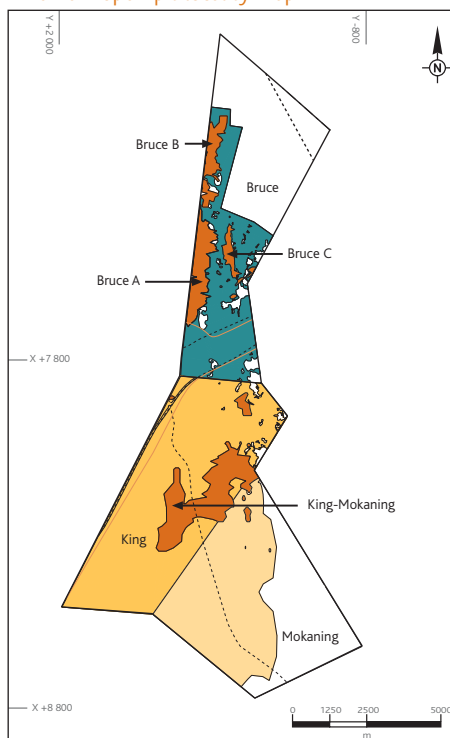 Y + 2 000
Y -800
N
Bruce B
Bruce
Bruce C
Bruce A
X +7 800
King-Mokaning
King
Mokaning
X +8 800
0 1250 2500 5000
m